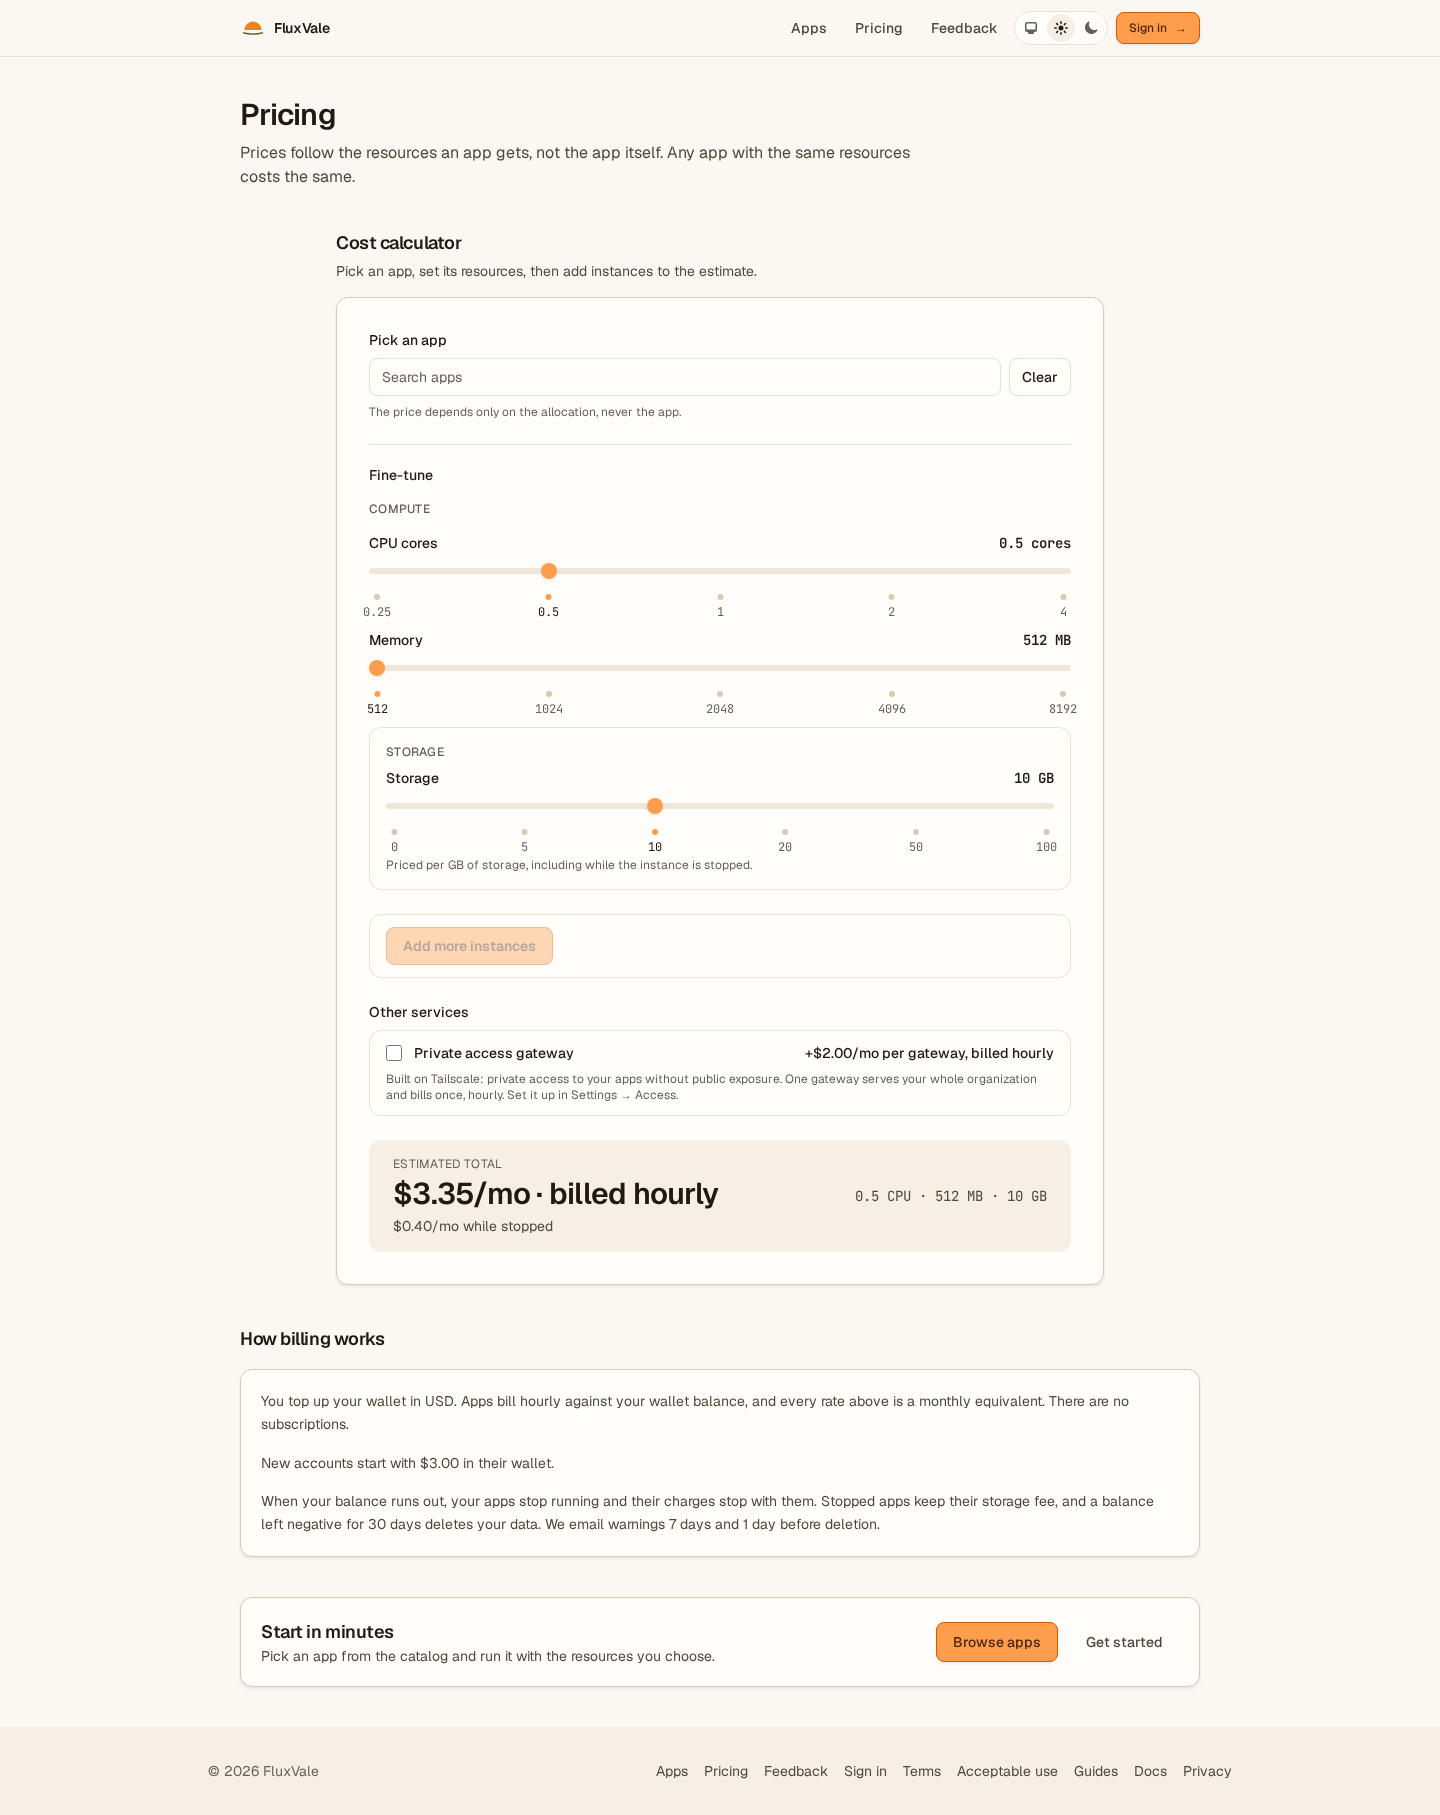 FluxVale
Apps Pricing Feedback Sign in →
Pricing
Prices follow the resources an app gets, not the app itself. Any app with the same resources
costs the same.
Cost calculator
Pick an app, set its resources, then add instances to the estimate.
Pick an app
Search apps Clear
The price depends only on the allocation, never the app.
Fine-tune
COMPUTE
CPU cores 0.5 cores
0.25 0.5 1 2 4
Memory 512 MB
512 1024 2048 4096 8192
STORAGE
Storage 10 GB
0 5 10 20 50 100
Priced per GB of storage, including while the instance is stopped.
Add more instances
Other services
Private access gateway +$2.00/mo per gateway, billed hourly
Built on Tailscale: private access to your apps without public exposure. One gateway serves your whole organization
and bills once, hourly. Set it up in Settings → Access.
ESTIMATED TOTAL
$3.35/mo · billed hourly 0.5 CPU · 512 MB · 10 GB
$0.40/mo while stopped
How billing works
You top up your wallet in USD. Apps bill hourly against your wallet balance, and every rate above is a monthly equivalent. There are no
subscriptions.
New accounts start with $3.00 in their wallet.
When your balance runs out, your apps stop running and their charges stop with them. Stopped apps keep their storage fee, and a balance
left negative for 30 days deletes your data. We email warnings 7 days and 1 day before deletion.
Start in minutes
Pick an app from the catalog and run it with the resources you choose.
Browse apps Get started
© 2026 FluxVale
Apps Pricing Feedback Sign in Terms Acceptable use Guides Docs Privacy